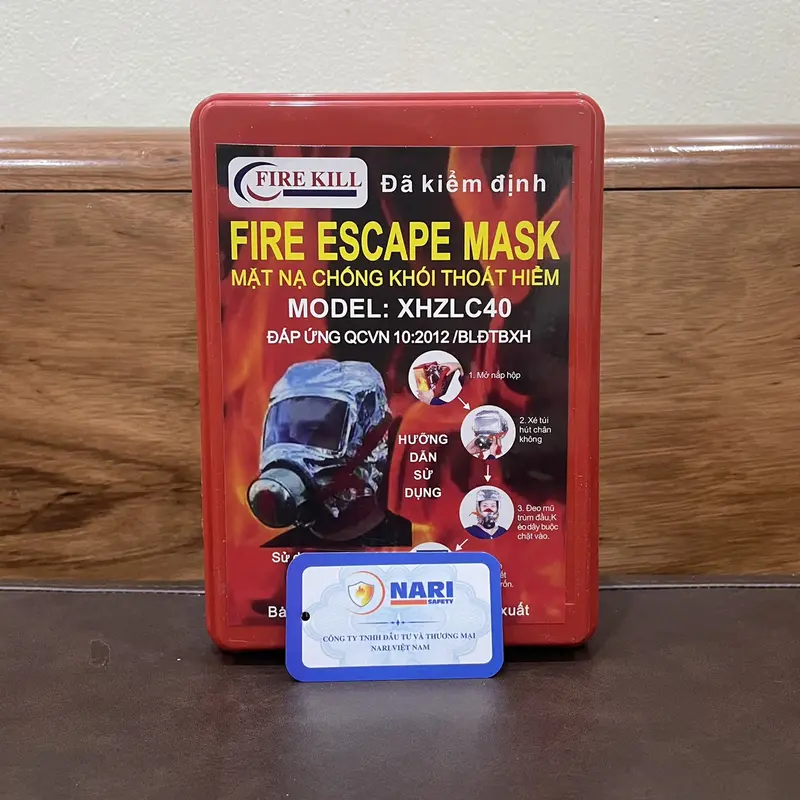 FIRE KILL
Đã kiểm định
FIRE ESCAPE MASK
MẶT NẠ CHỐNG KHÓI THOÁT HIỂM
MODEL: XHZLC40
ĐÁP ỨNG QCVN 10:2012 /BLĐTBXH
1. Mở nắp hộp
2. Xé túi
hút chân
không
HƯỠNG
DẪN
SỬ
DỤNG
3. Đeo mũ
trùm đầu,K
éo dây buộc
chặt vào.
Sử
xuất
NARI
SAFETY
CÔNG TY TNHH ĐẦU TƯ VÀ THƯƠNG MẠI
NARI VIỆT NAM